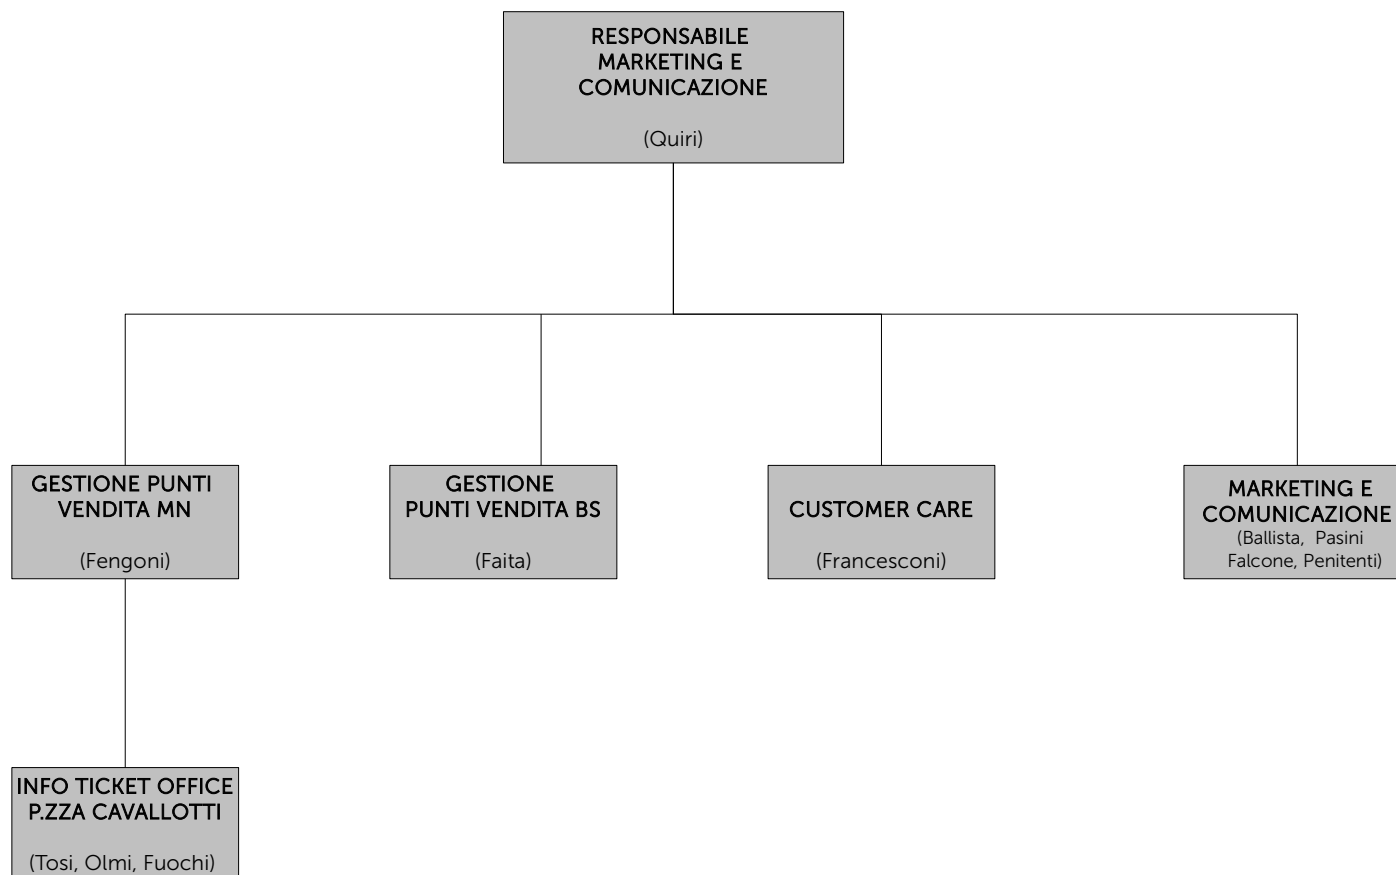 RESPONSABILE
MARKETING E
COMUNICAZIONE
(Quiri)
GESTIONE PUNTI
VENDITA MN
(Fengoni)
GESTIONE
PUNTI VENDITA BS
(Faita)
CUSTOMER CARE
(Francesconi)
MARKETING E
COMUNICAZIONE
(Ballista, Pasini
Falcone, Penitenti)
INFO TICKET OFFICE
P.ZZA CAVALLOTTI
(Tosi, Olmi, Fuochi)